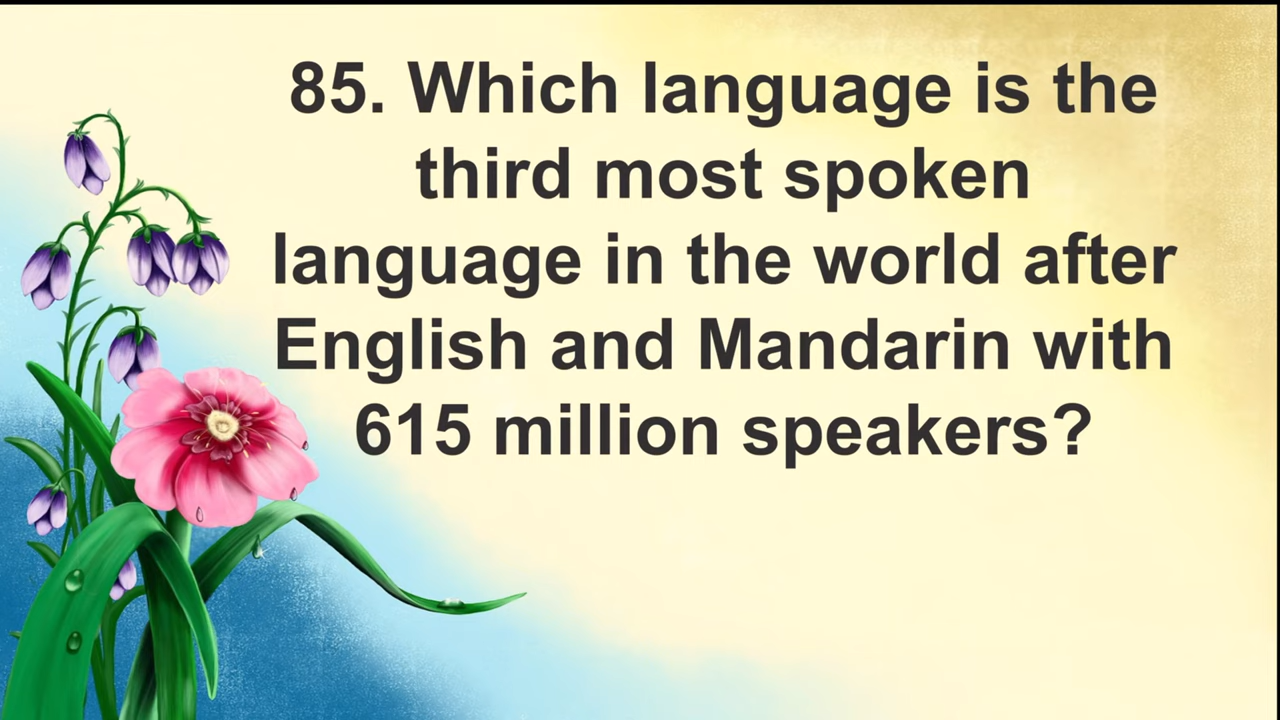 85. Which language is the
third most spoken
language in the world after
English and Mandarin with
615 million speakers?